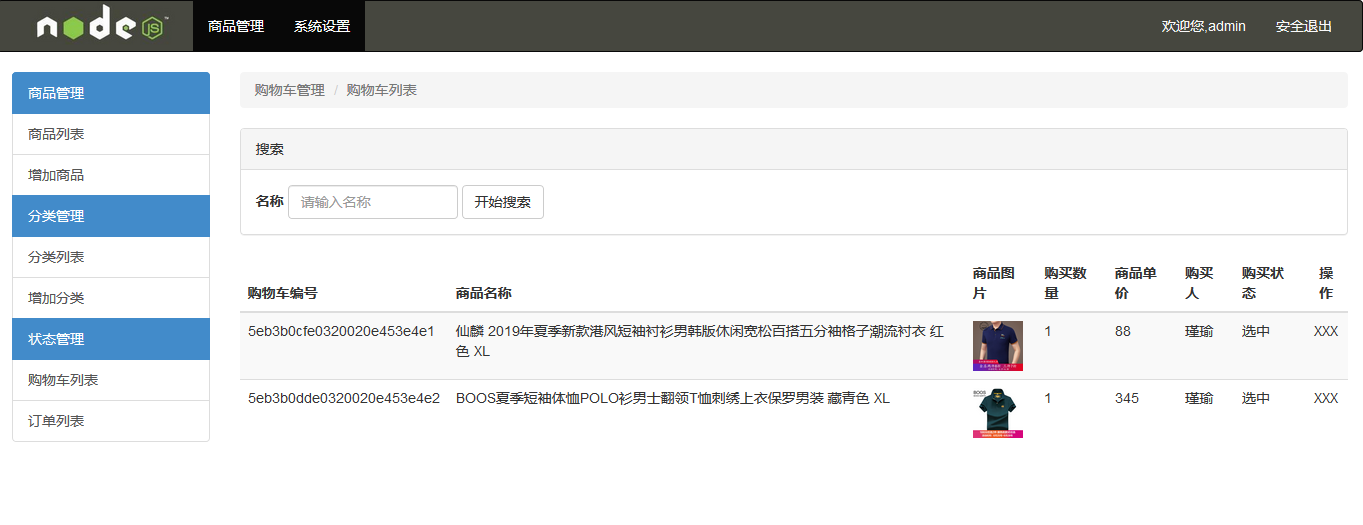 node JS 商品管理 系统设置 欢迎您,admin 安全退出
商品管理
商品列表
增加商品
分类管理
分类列表
增加分类
状态管理
购物车列表
订单列表
购物车管理 / 购物车列表
搜索
名称 请输入名称 开始搜索
购物车编号 商品名称 商品图片 购买数量 商品单价 购买人 购买状态 操作
5eb3b0cfe0320020e453e4e1 仙麟 2019年夏季新款港风短袖衬衫男韩版休闲宽松百搭五分袖格子潮流衬衣 红
色 XL 1 88 瑾瑜 选中 XXX
5eb3b0dde0320020e453e4e2 BOOS夏季短袖体恤POLO衫男士翻领T恤刺绣上衣保罗男装 藏青色 XL BOOS 1 345 瑾瑜 选中 XXX